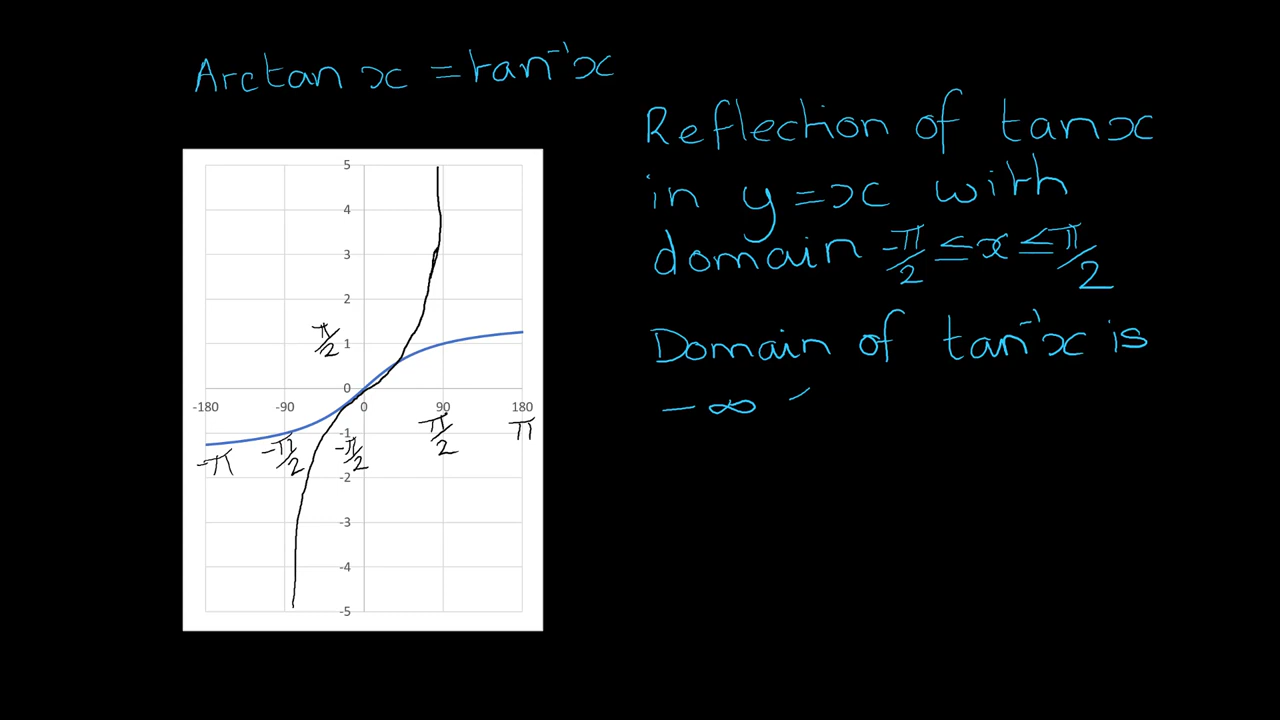 Arctan x = tan⁻¹x
Reflection of tan x
in y = x with
domain -π/2 ≤ x ≤ π/2
Domain of tan⁻¹x is
- ∞
5
4
3
2
π/2 1
0
-180 -90 0 90 180
-π -π/2 -π/2 π/2 π
-1
-2
-3
-4
-5